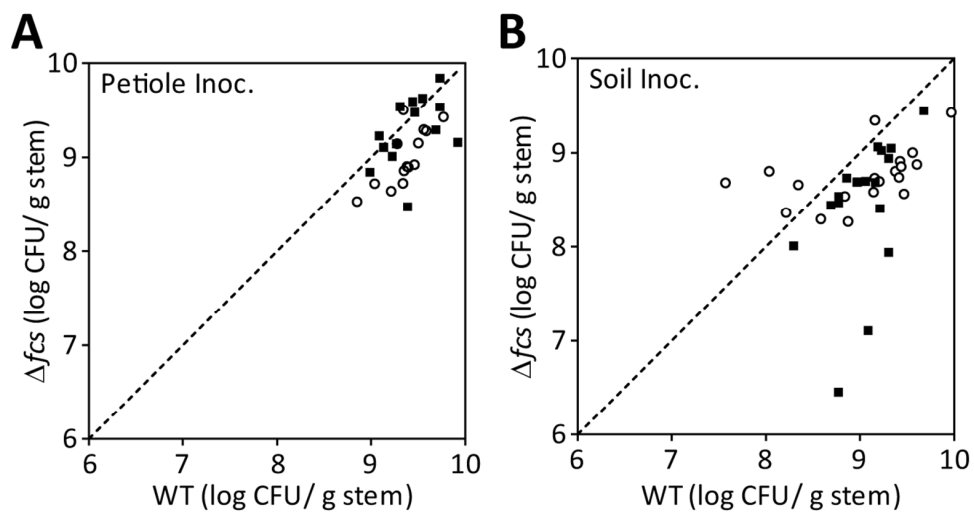 A
Petiole Inoc.
10
9
8
7
6
Δfcs (log CFU/ g stem)
6 7 8 9 10
WT (log CFU/ g stem)
B
Soil Inoc.
10
9
8
7
6
Δfcs (log CFU/ g stem)
6 7 8 9 10
WT (log CFU/ g stem)